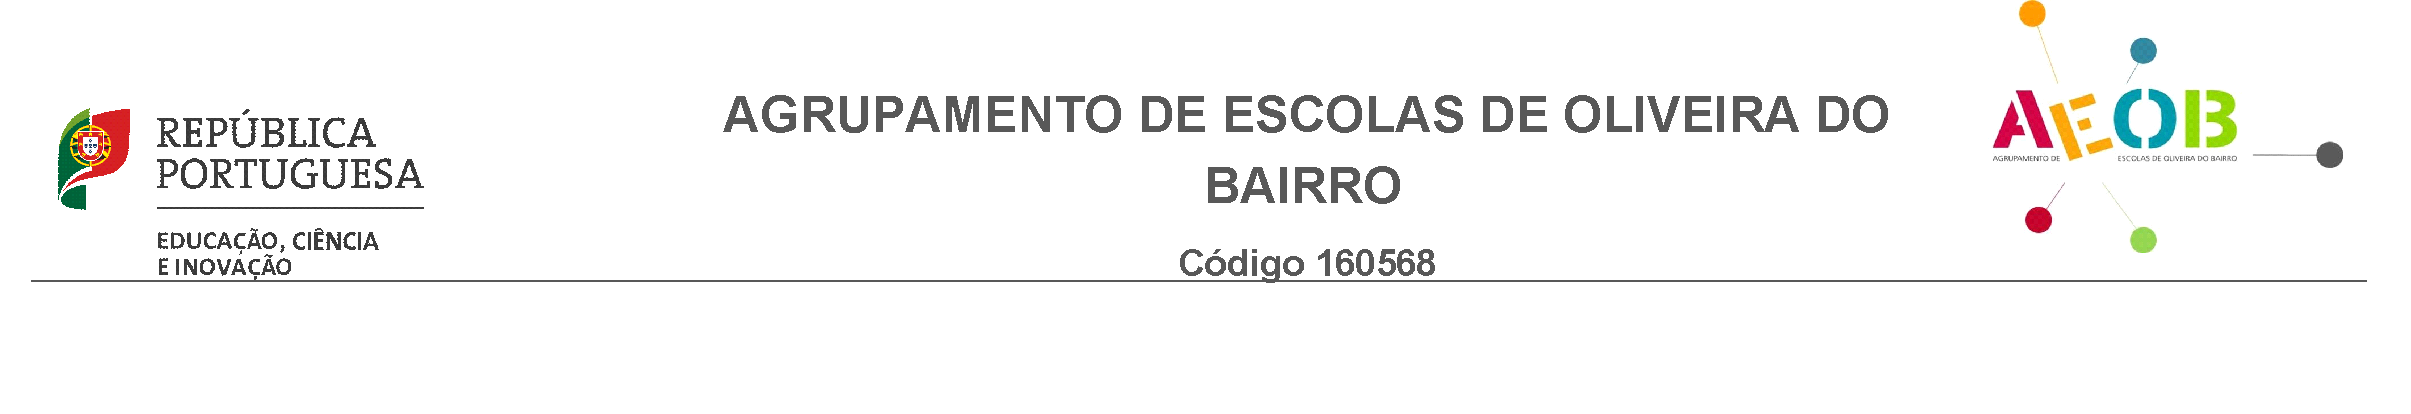 REPÚBLICA
PORTUGUESA
EDUCAÇÃO, CIÊNCIA
E INOVAÇÃO
AGRUPAMENTO DE ESCOLAS DE OLIVEIRA DO
BAIRRO
Código 160568
AEOB
AGRUPAMENTO DE ESCOLAS DE OLIVEIRA DO BAIRRO